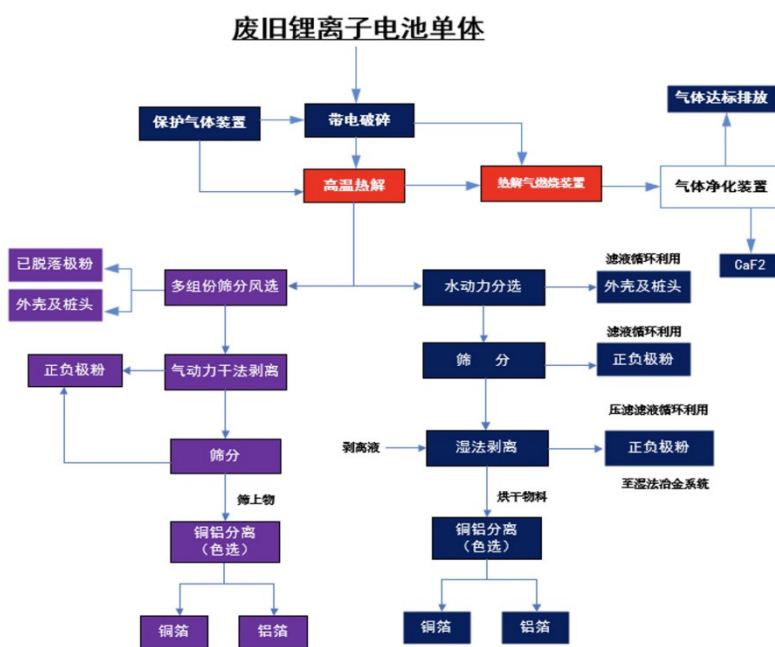 废旧锂离子电池单体
气体达标排放
保护气体装置
带电破碎
高温热解
热解气燃烧装置
气体净化装置
已脱落极粉
外壳及桩头
多组份筛分风选
水动力分选
滤液循环利用
外壳及桩头
CaF2
正负极粉
气动力干法剥离
筛 分
滤液循环利用
正负极粉
筛分
剥离液
湿法剥离
压滤滤液循环利用
正负极粉
至湿法冶金系统
筛上物
烘干物料
铜铝分离
(色选)
铜铝分离
(色选)
铜箔
铝箔
铜箔
铝箔